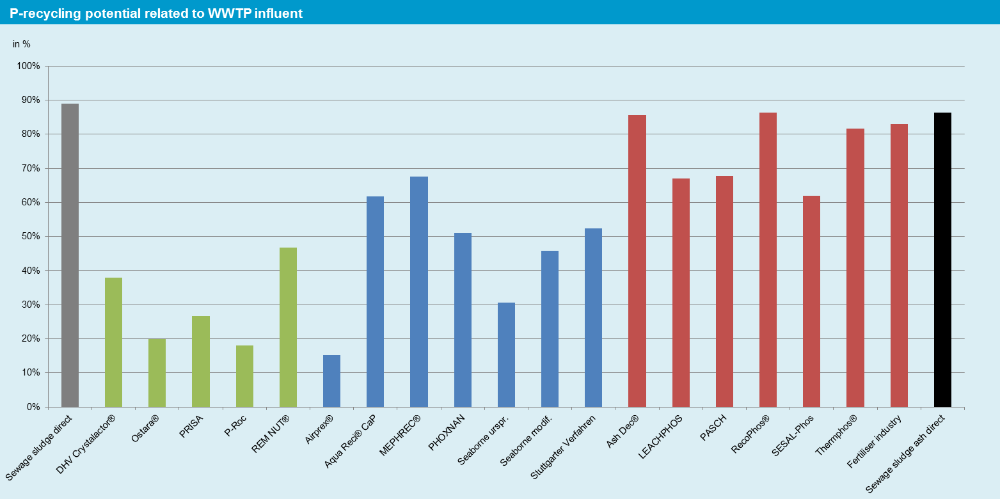 P-recycling potential related to WWTP influent
in %
100%
90%
80%
70%
60%
50%
40%
30%
20%
10%
0%
Sewage sludge direct
DHV Crystalactor®
Ostara®
PRISA
P-Roc
REM NUT®
Airprex®
Aqua Reci® CaP
MEPHREC®
PHOXNAN
Seaborne urspr.
Seaborne modif.
Stuttgarter Verfahren
Ash Dec®
LEACHPHOS
PASCH
RecoPhos®
SESAL-Phos
Thermphos®
Fertiliser industry
Sewage sludge ash direct